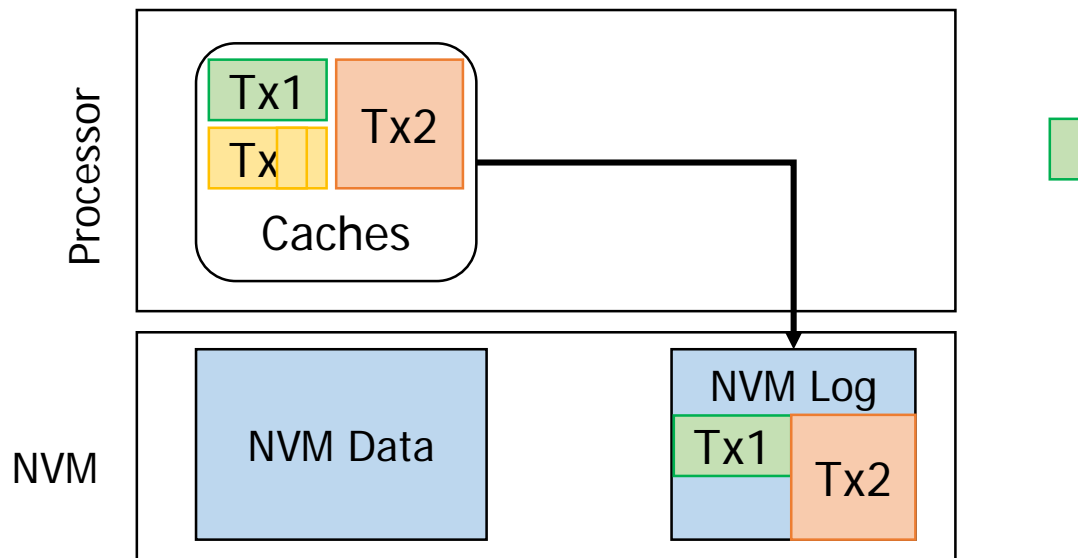 Processor
Tx1
Tx2
Tx
Caches
NVM
NVM Data
NVM Log
Tx1
Tx2